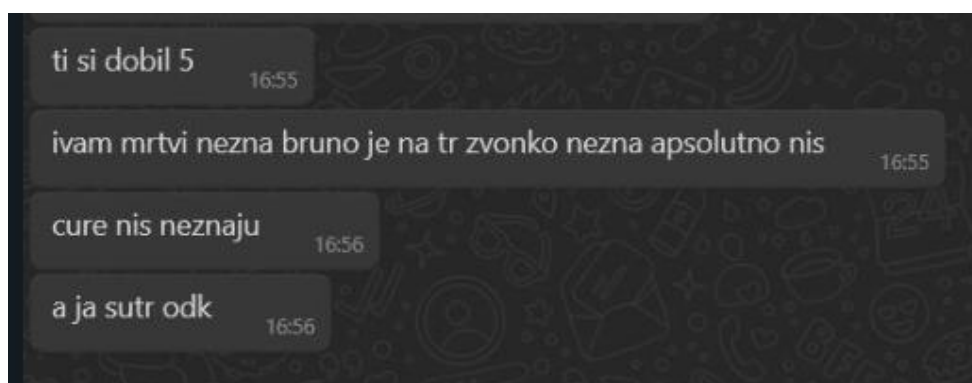 ti si dobil 5
16:55
ivam mrtvi nezna bruno je na tr zvonko nezna apsolutno nis
16:55
cure nis neznaju
16:56
a ja sutr odk
16:56